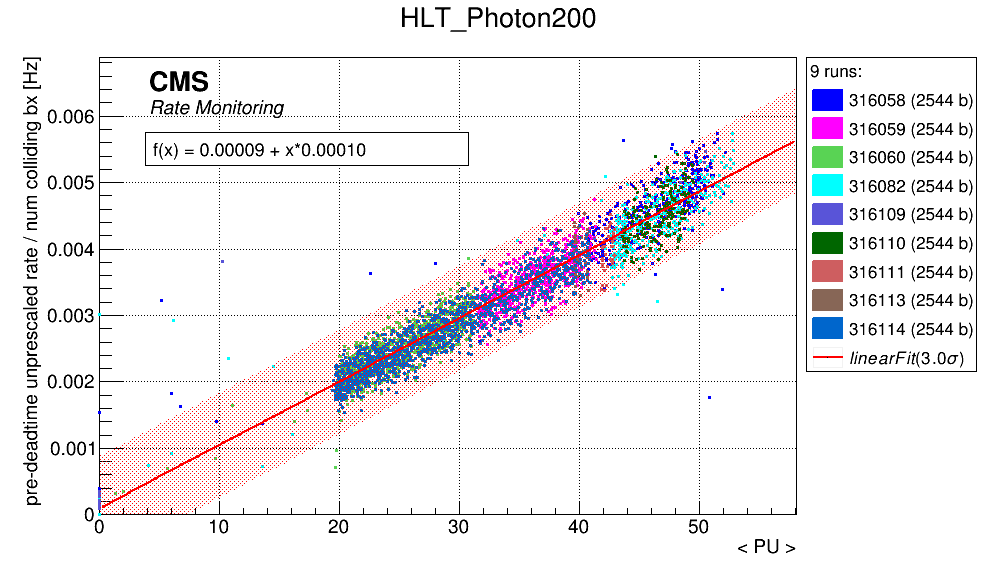 HLT_Photon200
pre-deadtime unprescaled rate / num colliding bx [Hz]
CMS
Rate Monitoring
f(x) = 0.00009 + x*0.00010
0.006
0.005
0.004
0.003
0.002
0.001
0
0 10 20 30 40 50
< PU >
9 runs:
316058 (2544 b)
316059 (2544 b)
316060 (2544 b)
316082 (2544 b)
316109 (2544 b)
316110 (2544 b)
316111 (2544 b)
316113 (2544 b)
316114 (2544 b)
linearFit(3.0σ)